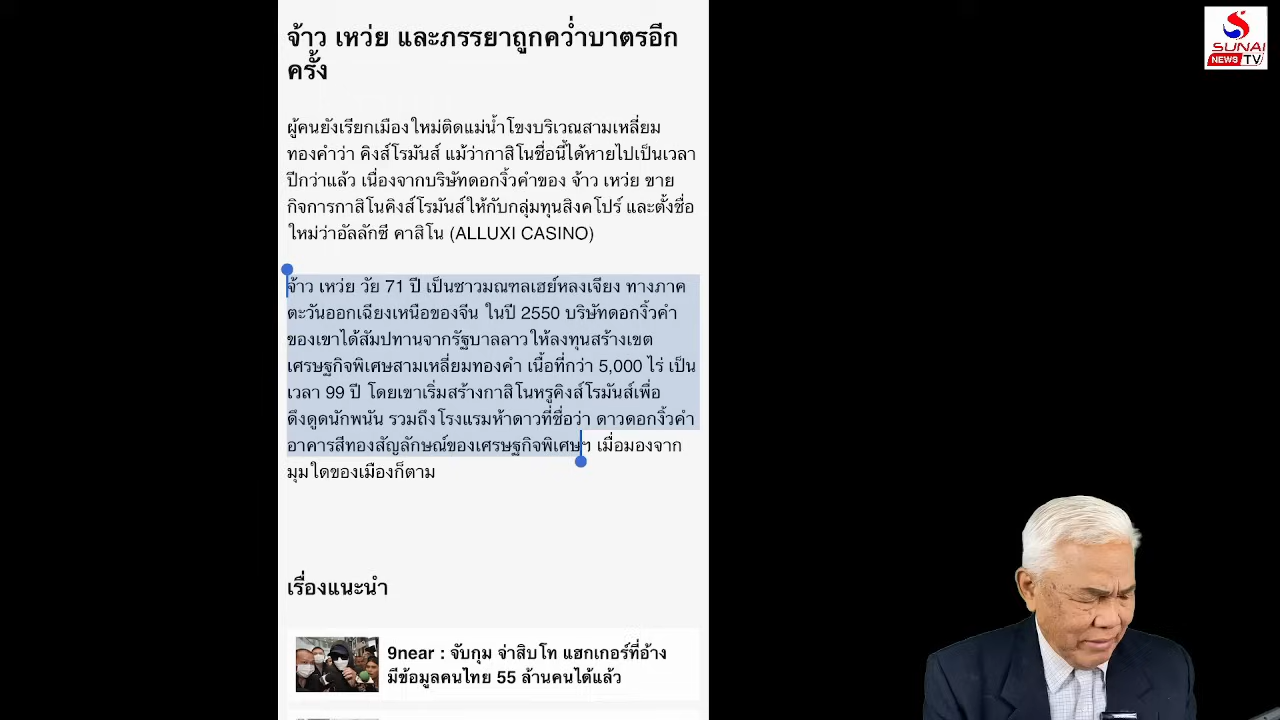 จ้าว เหว่ย และภรรยาถูกคว่ำบาตรอีก
ครั้ง
ผู้คนยังเรียกเมืองใหม่ติดแม่น้ำโขงบริเวณสามเหลี่ยม
ทองคำว่า คิงส์โรมันส์ แม้ว่ากาสิโนชื่อนี้ได้หายไปเป็นเวลา
ปีกว่าแล้ว เนื่องจากบริษัทดอกงิ้วคำของ จ้าว เหว่ย ขาย
กิจการกาสิโนคิงส์โรมันส์ให้กับกลุ่มทุนสิงคโปร์ และตั้งชื่อ
ใหม่ว่าอัลลักซี คาสิโน (ALLUXI CASINO)
จ้าว เหว่ย วัย 71 ปี เป็นชาวมณฑลเฮย์หลงเจียง ทางภาค
ตะวันออกเฉียงเหนือของจีน ในปี 2550 บริษัทดอกงิ้วคำ
ของเขาได้สัมปทานจากรัฐบาลลาวให้ลงทุนสร้างเขต
เศรษฐกิจพิเศษสามเหลี่ยมทองคำ เนื้อที่กว่า 5,000 ไร่ เป็น
เวลา 99 ปี โดยเขาเริ่มสร้างกาสิโนหรูคิงส์โรมันส์เพื่อ
ดึงดูดนักพนัน รวมถึงโรงแรมห้าดาวที่ชื่อว่า ดาวดอกงิ้วคำ
อาคารสีทองสัญลักษณ์ของเศรษฐกิจพิเศษฯ เมื่อมองจาก
มุมใดของเมืองก็ตาม
เรื่องแนะนำ
9near : จับกุม จ่าสิบโท แฮกเกอร์ที่อ้าง
มีข้อมูลคนไทย 55 ล้านคนได้แล้ว
SUNAI
NEWS TV